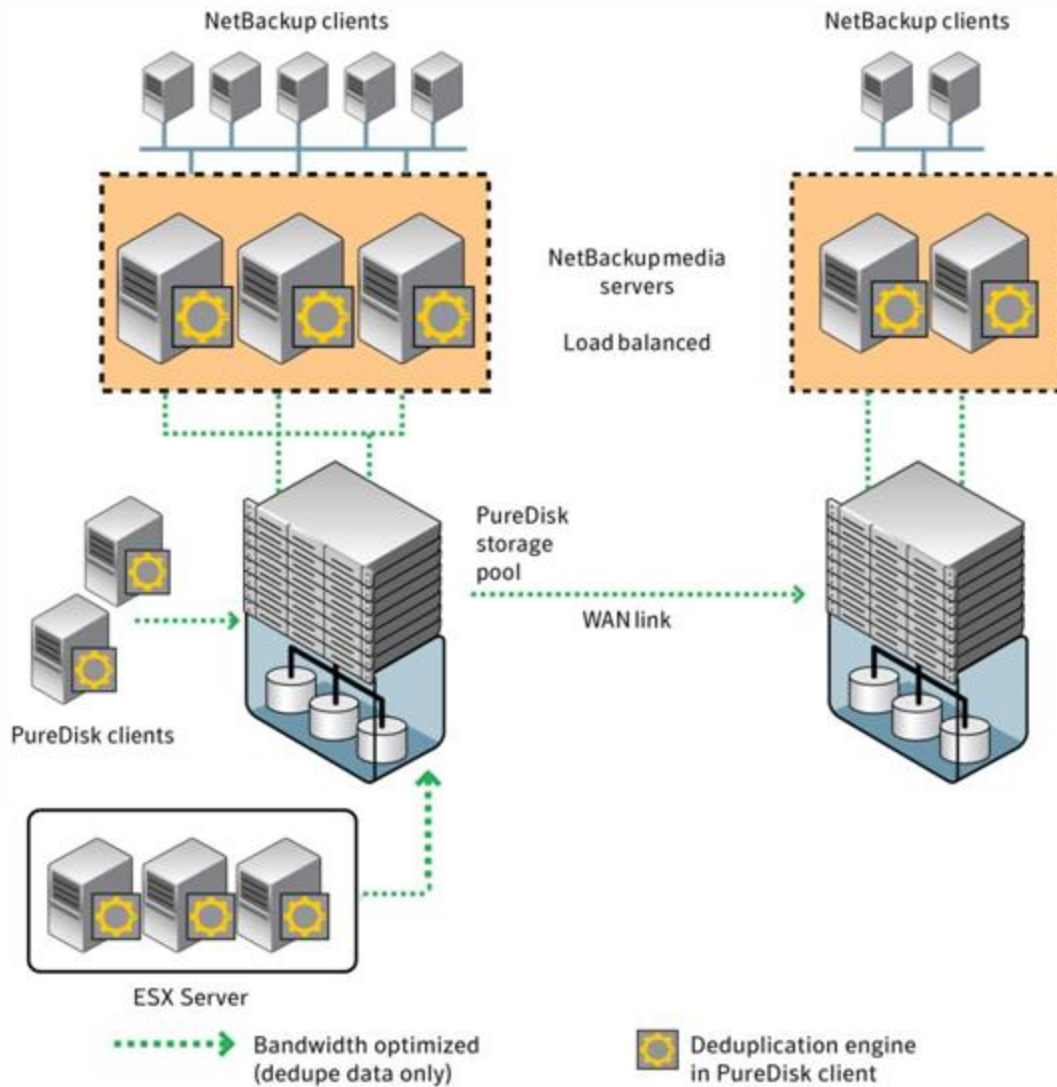 NetBackup clients
NetBackup clients
NetBackup media
servers
Load balanced
PureDisk
storage
pool
WAN link
PureDisk clients
ESX Server
Bandwidth optimized
(dedupe data only)
Deduplication engine
in PureDisk client